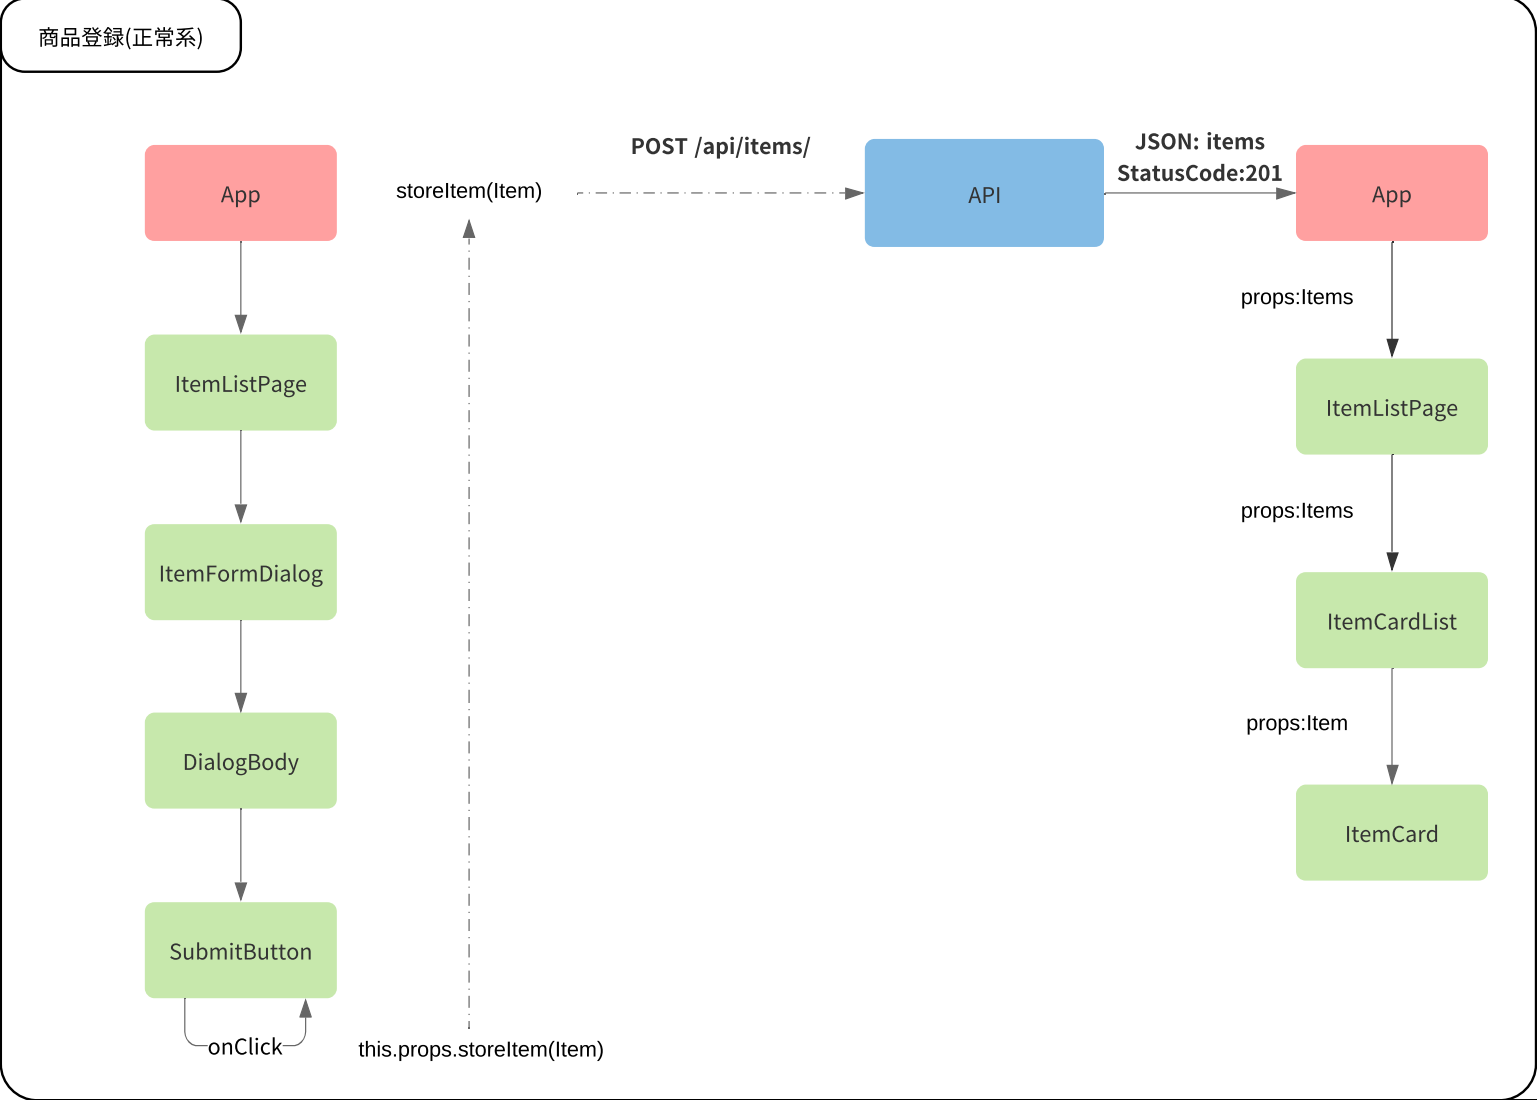 商品登録(正常系)
App
ItemListPage
ItemFormDialog
DialogBody
SubmitButton
onClick
this.props.storeItem(Item)
storeItem(Item)
POST /api/items/
API
JSON: items
StatusCode:201
App
props:Items
ItemListPage
props:Items
ItemCardList
props:Item
ItemCard